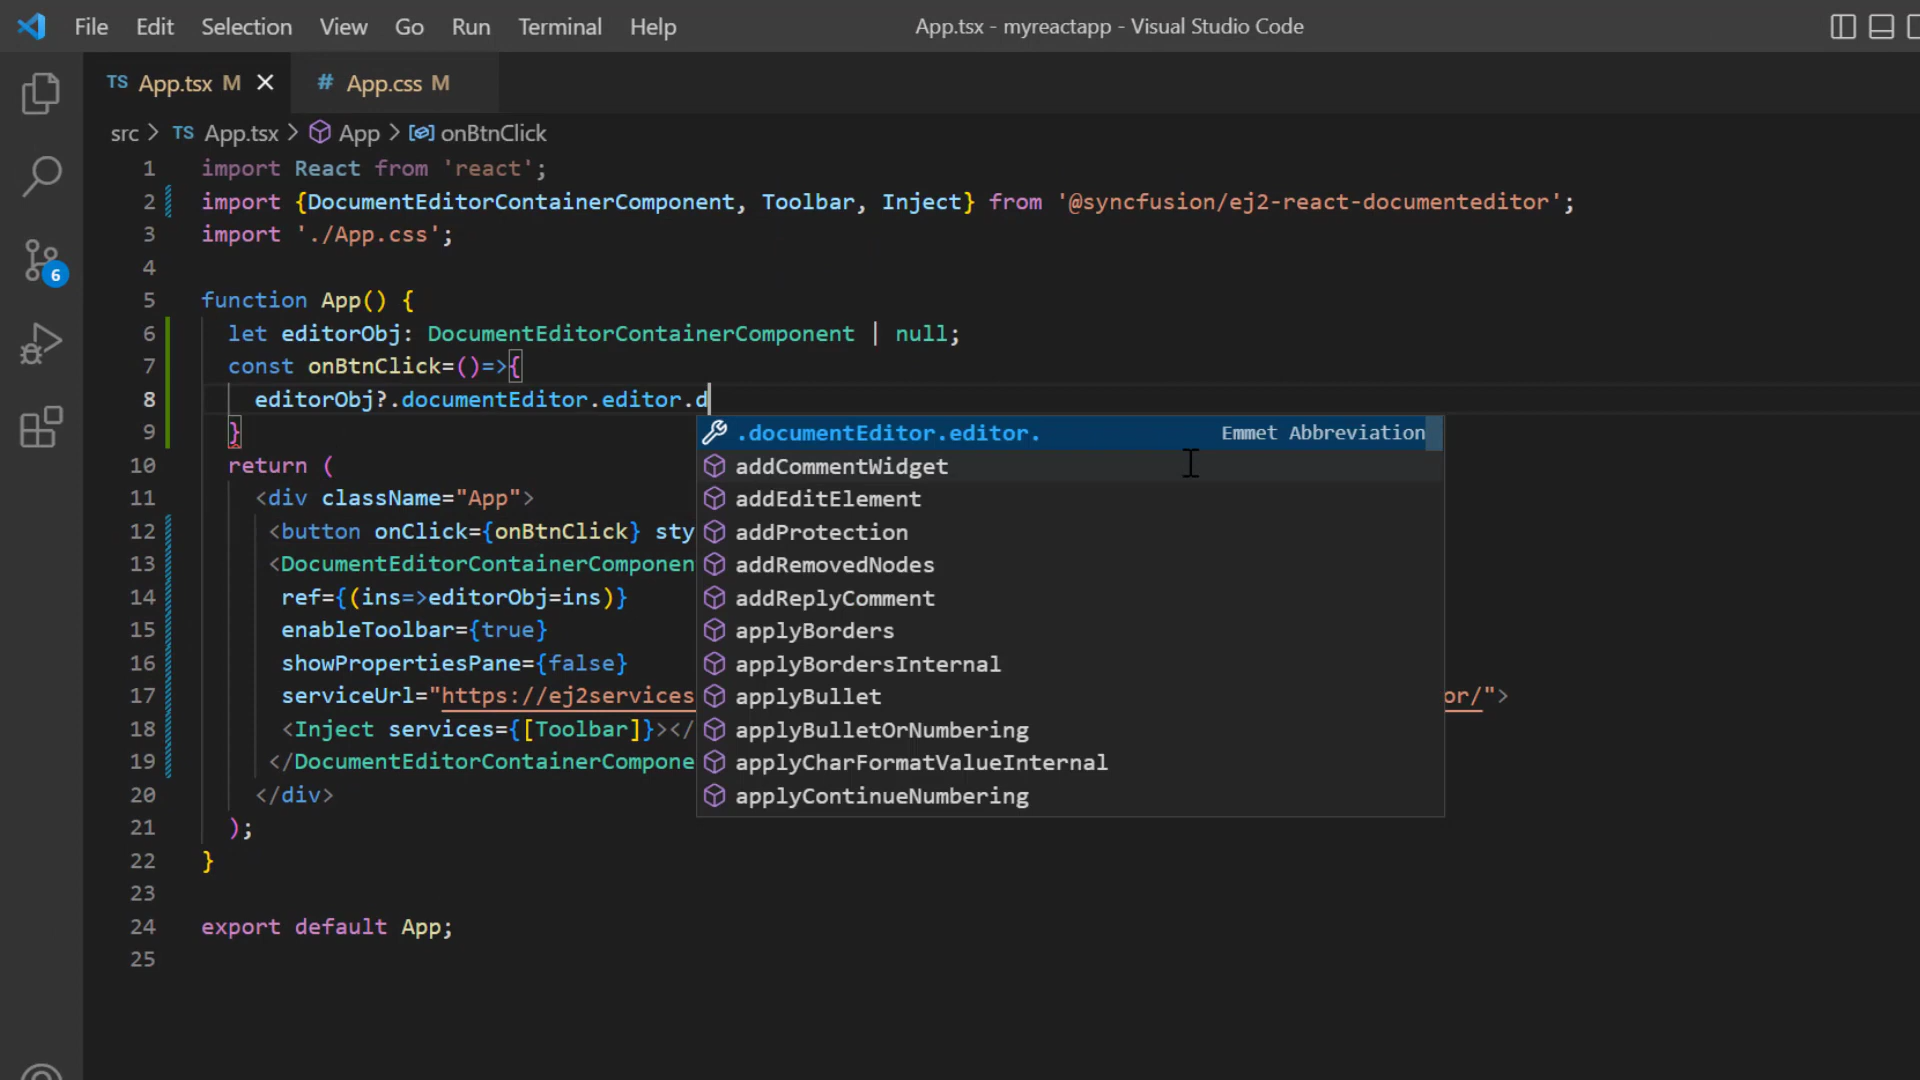 File Edit Selection View Go Run Terminal Help App.tsx - myreactapp - Visual Studio Code
TS App.tsx M # App.css M
src > TS App.tsx > App > onBtnClick
1 import React from 'react';
2 import {DocumentEditorContainerComponent, Toolbar, Inject} from '@syncfusion/ej2-react-documenteditor';
3 import './App.css';
4
5 function App() {
6 let editorObj: DocumentEditorContainerComponent | null;
7 const onBtnClick=()=>{
8 editorObj?.documentEditor.editor.d
9 }
.documentEditor.editor. Emmet Abbreviation
addCommentWidget
addEditElement
addProtection
addRemovedNodes
addReplyComment
applyBorders
applyBordersInternal
applyBullet
applyBulletOrNumbering
applyCharFormatValueInternal
applyContinueNumbering
10 return (
11 <div className="App">
12 <button onClick={onBtnClick} sty
13 <DocumentEditorContainerComponent
14 ref={(ins=>editorObj=ins)}
15 enableToolbar={true}
16 showPropertiesPane={false}
17 serviceUrl="https://ej2services or/">
18 <Inject services={[Toolbar]}></
19 </DocumentEditorContainerCompone
20 </div>
21 );
22 }
23
24 export default App;
25
6